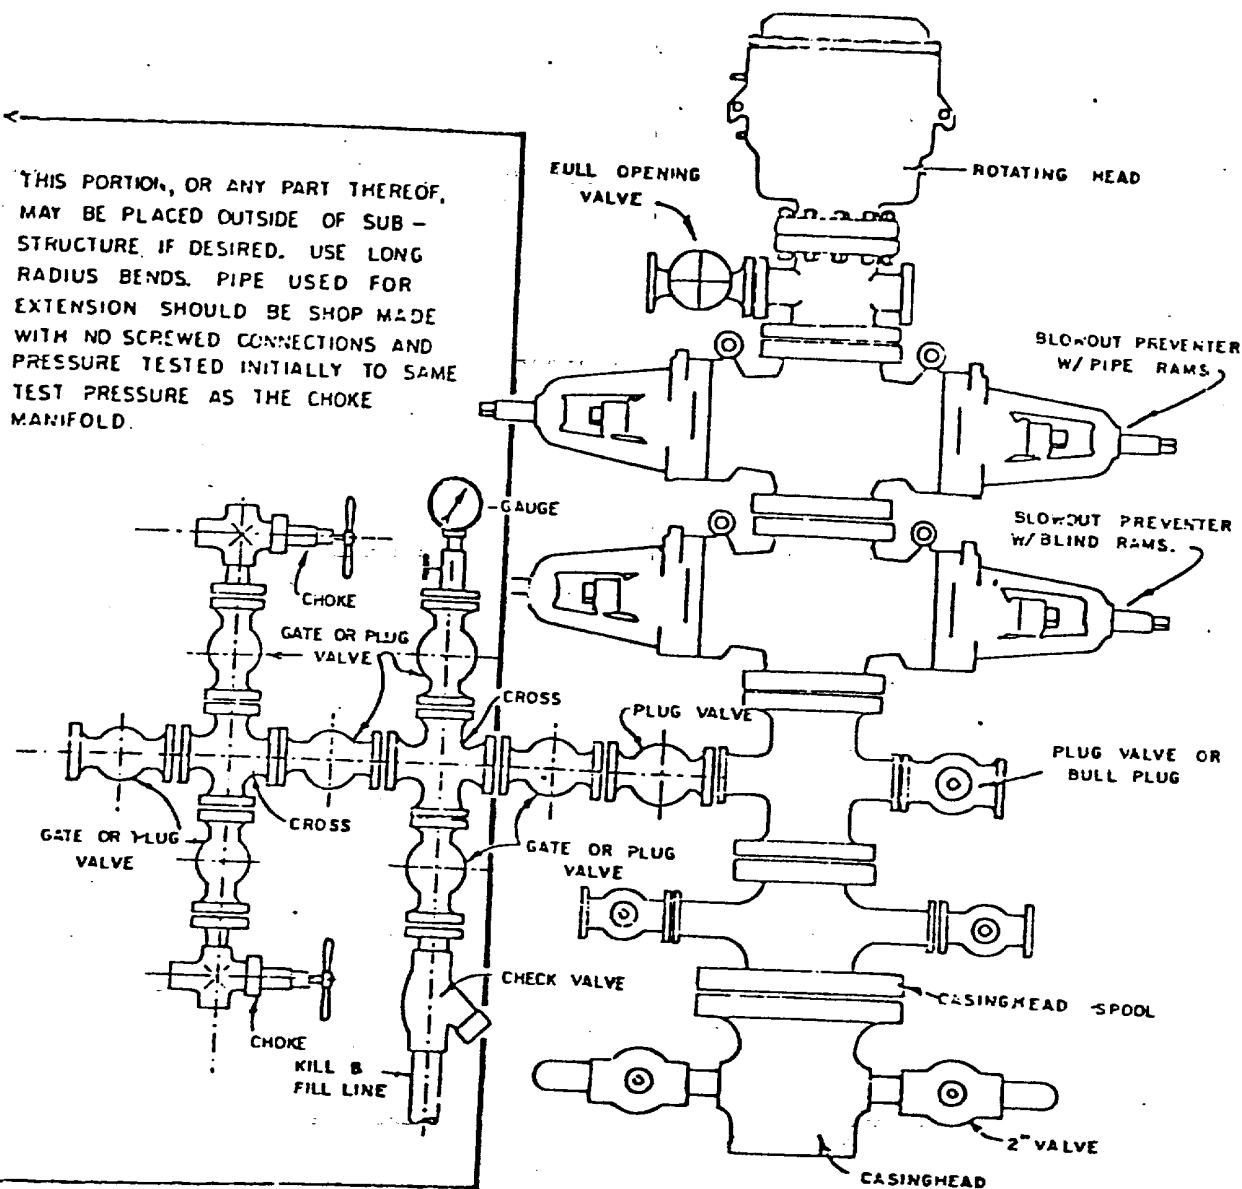 THIS PORTION, OR ANY PART THEREOF,
MAY BE PLACED OUTSIDE OF SUB-
STRUCTURE IF DESIRED. USE LONG
RADIUS BENDS. PIPE USED FOR
EXTENSION SHOULD BE SHOP MADE
WITH NO SCREWED CONNECTIONS AND
PRESSURE TESTED INITIALLY TO SAME
TEST PRESSURE AS THE CHOKE
MANIFOLD.
FULL OPENING
VALVE
ROTATING HEAD
BLOWOUT PREVENTER
W/ PIPE RAMS
BLOWOUT PREVENTER
W/ BLIND RAMS.
GAUGE
CHOKE
GATE OR PLUG
VALVE
CROSS
PLUG VALVE
PLUG VALVE OR
BULL PLUG
CROSS
GATE OR PLUG
VALVE
GATE OR PLUG
VALVE
CHECK VALVE
CASINGHEAD SPOOL
CHOKE
KILL &
FILL LINE
2" VALVE
CASINGHEAD